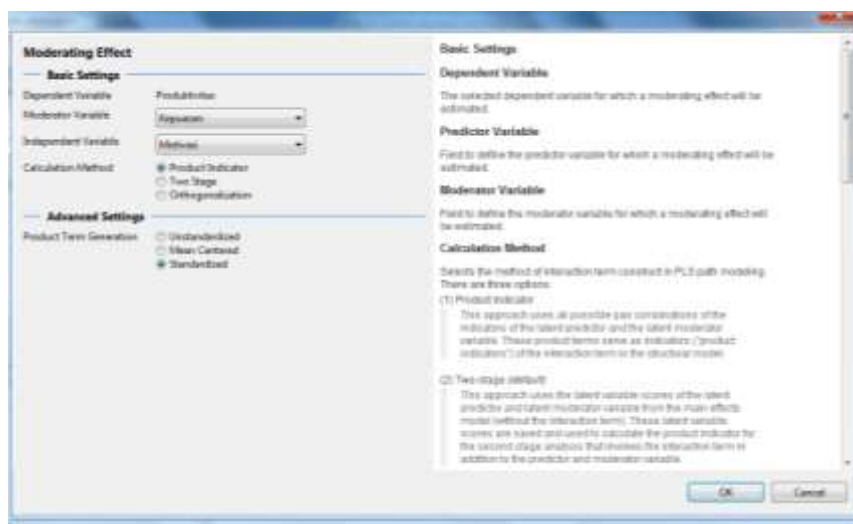 Moderating Effect
Basic Settings
Dependent Variable Produktivitas
Moderator Variable Kepuasan
Independent Variable Motivasi
Calculation Method Product Indicator
Two Stage
Orthogonalization
Advanced Settings
Product Term Generation Unstandardized
Mean Centered
Standardized
Basic Settings
Dependent Variable
The selected dependent variable for which a moderating effect will be
estimated.
Predictor Variable
Field to define the predictor variable for which a moderating effect will be
estimated.
Moderator Variable
Field to define the moderator variable for which a moderating effect will
be estimated.
Calculation Method
Selects the method of interaction term construct in PLS path modeling.
There are three options:
(1) Product Indicator
This approach uses all possible pair combinations of the
indicators of the latent predictor and the latent moderator
variable. These product terms serve as indicators ("product
indicators") of the interaction term in the structural model.
(2) Two-stage (default)
This approach uses the latent variable scores of the latent
predictor and latent moderator variable from the main effects
model (without the interaction term). These latent variable
scores are saved and used to calculate the product indicator for
the second stage analysis that involves the interaction term in
addition to the predictor and moderator variable.
OK Cancel